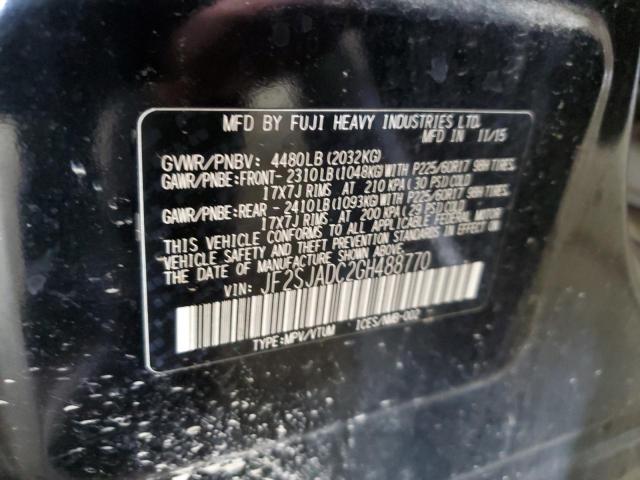 MFD BY FUJI HEAVY INDUSTRIES LTD.
MFD IN 11/15
GVWR/PNBV: 4480LB(2032KG)
GAWR/PNBE:FRONT- 2310LB(1048KG)WITH P225/60R17 98H TIRES.
17X7J RIMS AT 210 KPA(30 PSI)COLD
GAWR/PNBE:REAR - 2410LB(1093KG)WITH P225/60R17 98H TIRES.
17X7J RIMS AT 200 KPA(29 PSI)COLD
THIS VEHICLE CONFORMS TO ALL APPLICABLE FEDERAL MOTOR
VEHICLE SAFETY AND THEFT PREVENTION STANDARDS IN EFFECT ON
THE DATE OF MANUFACTURE SHOWN ABOVE.
VIN: JF2SJADC2GH488770
TYPE:MPV/VTUM ICES/NMB-002